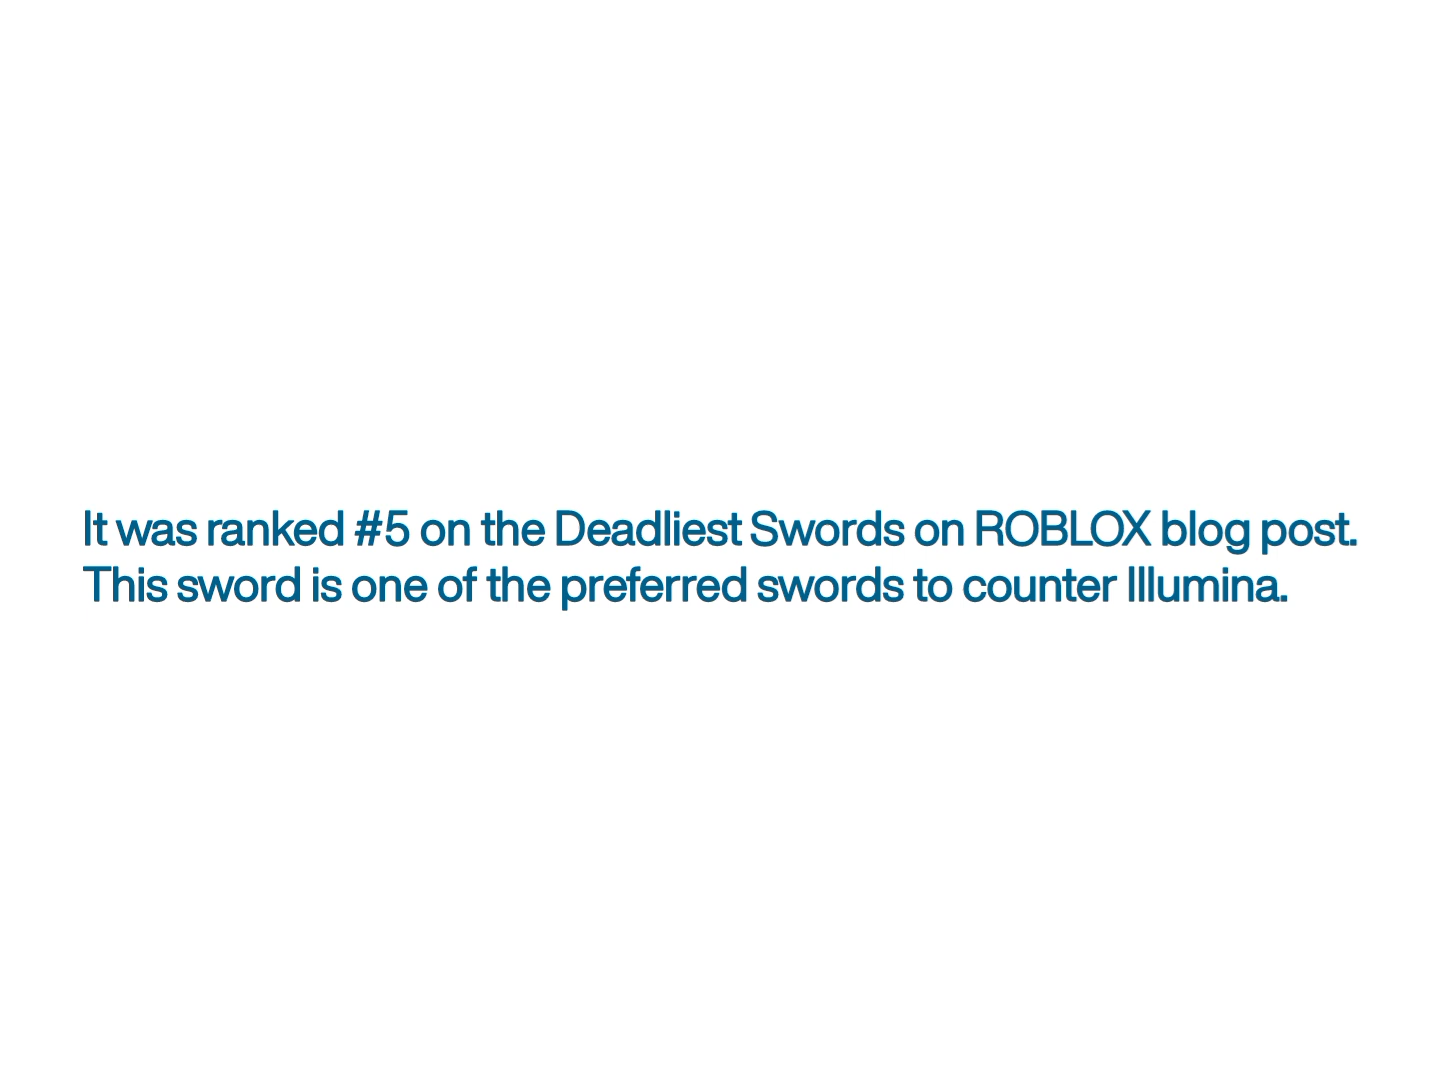 It was ranked #5 on the Deadliest Swords on ROBLOX blog post.
This sword is one of the preferred swords to counter Illumina.